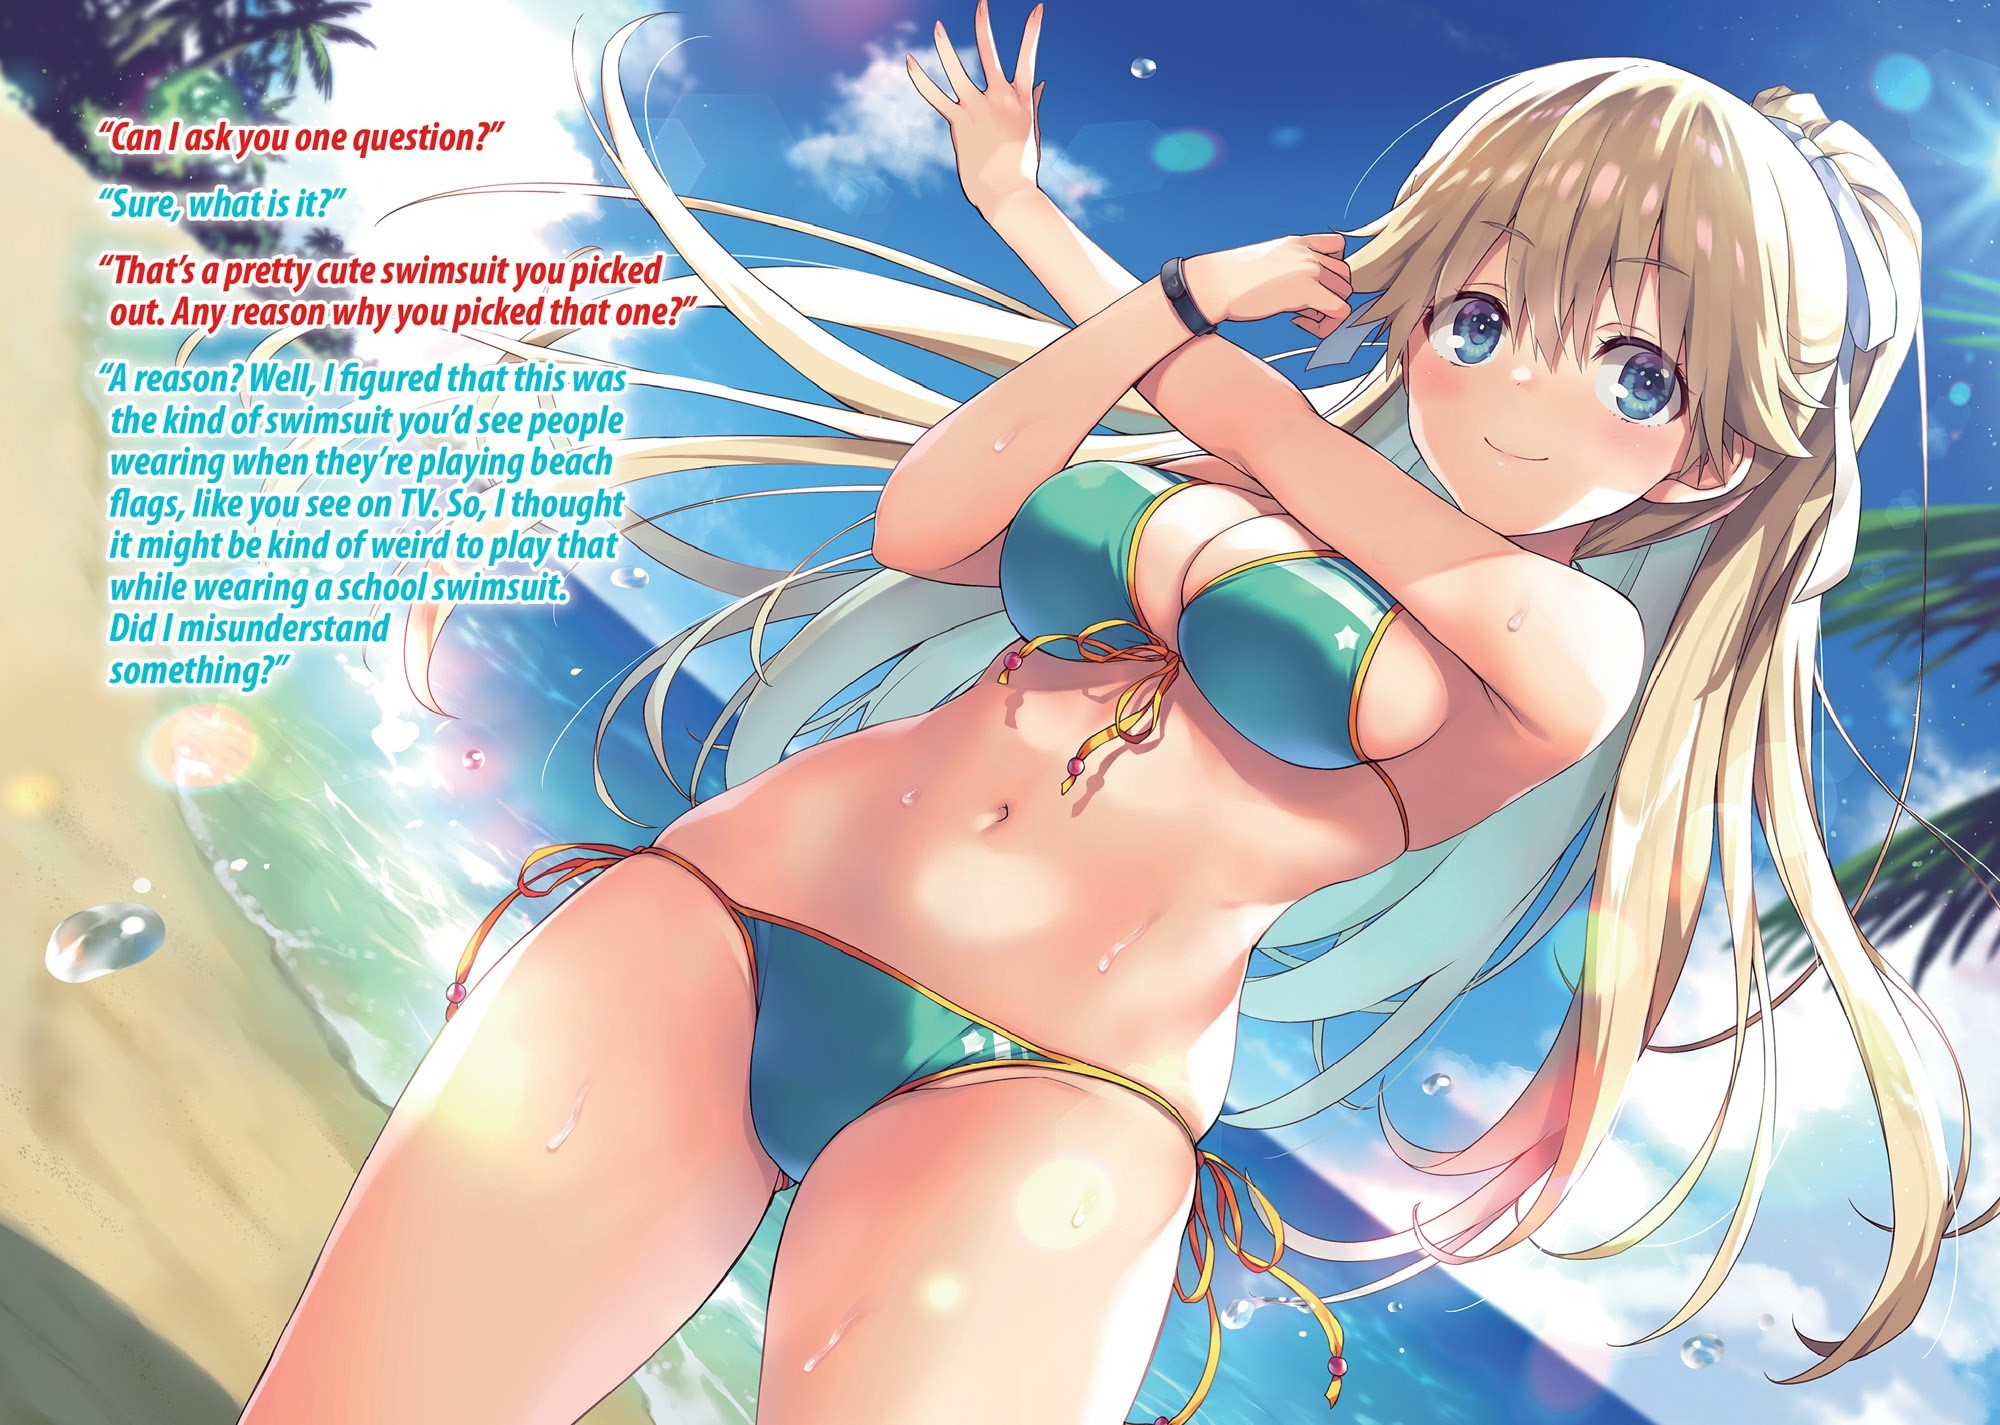 “Can I ask you one question?”
“Sure, what is it?”
“That’s a pretty cute swimsuit you picked
out. Any reason why you picked that one?”
“A reason? Well, I figured that this was
the kind of swimsuit you’d see people
wearing when they’re playing beach
flags, like you see on TV. So, I thought
it might be kind of weird to play that
while wearing a school swimsuit.
Did I misunderstand
something?”